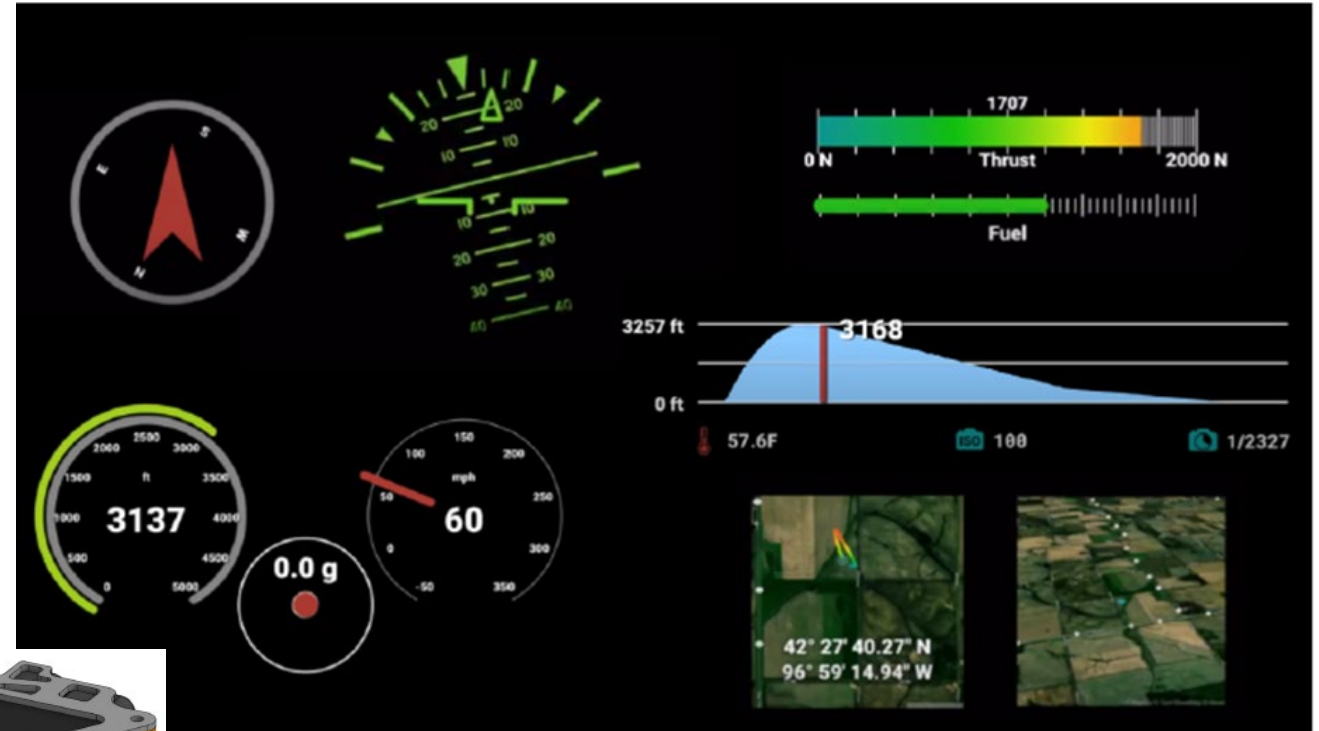 S
E
W
N
20 20
10 10
10 10
20 20
30 30
40 40
1707
0 N Thrust 2000 N
Fuel
3257 ft
3168
0 ft
57.6F ISO 100 1/2327
2500
2000 3000
1500 ft 3500
1000 3137 4000
500 4500
0 5000
0.0 g
150
100 200
mph
50 250
60
0 300
-50 350
42° 27' 40.27" N
96° 59' 14.94" W